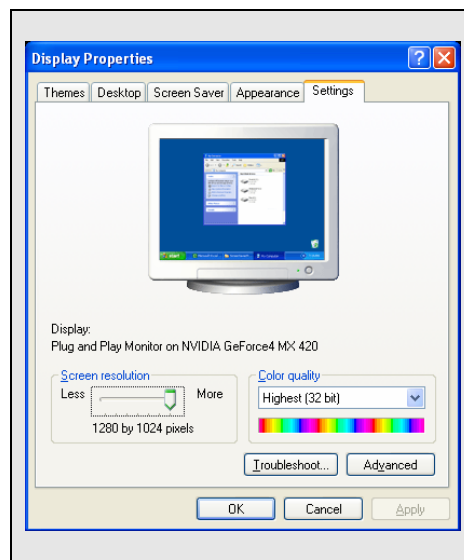 Display Properties
Themes Desktop Screen Saver Appearance Settings
Display:
Plug and Play Monitor on NVIDIA GeForce4 MX 420
Screen resolution
Less More
1280 by 1024 pixels
Color quality
Highest (32 bit)
Troubleshoot... Advanced
OK Cancel Apply